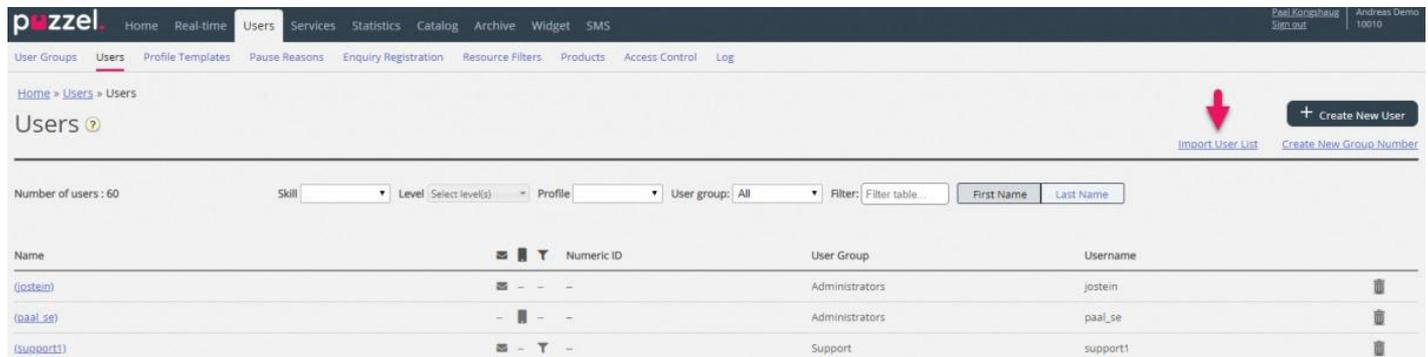 puzzel. Home Real-time Users Services Statistics Catalog Archive Widget SMS
Paal Kongshaug Andreas Demo
Sign out 10010
User Groups Users Profile Templates Pause Reasons Enquiry Registration Resource Filters Products Access Control Log
Home » Users » Users
Users ?
+ Create New User
Import User List Create New Group Number
Number of users : 60 Skill Level Select level(s) Profile User group: All Filter: Filter table... First Name Last Name
Name Numeric ID User Group Username
(jostein) – – – Administrators jostein
(paal_se) – – – Administrators paal_se
(support1) – – Support support1